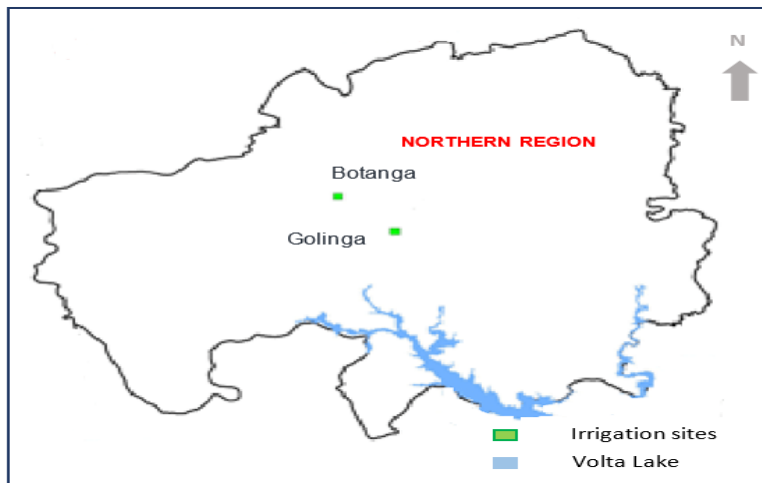 N
NORTHERN REGION
Botanga
Golinga
Irrigation sites
Volta Lake